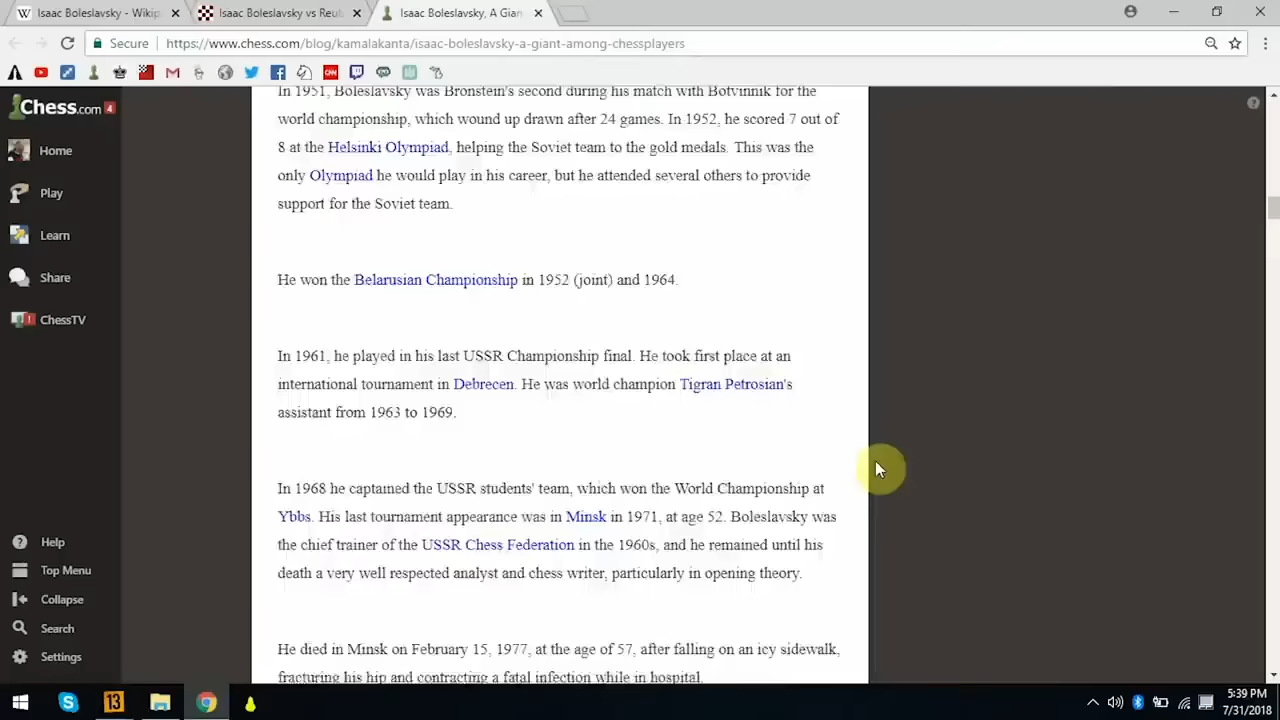 Isaac Boleslavsky - Wikip
Isaac Boleslavsky vs Reub
Isaac Boleslavsky, A Gian
Secure
https://www.chess.com/blog/kamalakanta/isaac-boleslavsky-a-giant-among-chessplayers
Chess.com 4
Home
Play
Learn
Share
ChessTV
Help
Top Menu
Collapse
Search
Settings
In 1951, Boleslavsky was Bronstein's second during his match with Botvinnik for the
world championship, which wound up drawn after 24 games. In 1952, he scored 7 out of
8 at the Helsinki Olympiad, helping the Soviet team to the gold medals. This was the
only Olympiad he would play in his career, but he attended several others to provide
support for the Soviet team.
He won the Belarusian Championship in 1952 (joint) and 1964.
In 1961, he played in his last USSR Championship final. He took first place at an
international tournament in Debrecen. He was world champion Tigran Petrosian's
assistant from 1963 to 1969.
In 1968 he captained the USSR students' team, which won the World Championship at
Ybbs. His last tournament appearance was in Minsk in 1971, at age 52. Boleslavsky was
the chief trainer of the USSR Chess Federation in the 1960s, and he remained until his
death a very well respected analyst and chess writer, particularly in opening theory.
He died in Minsk on February 15, 1977, at the age of 57, after falling on an icy sidewalk,
fracturing his hip and contracting a fatal infection while in hospital.
13
5:39 PM
7/31/2018